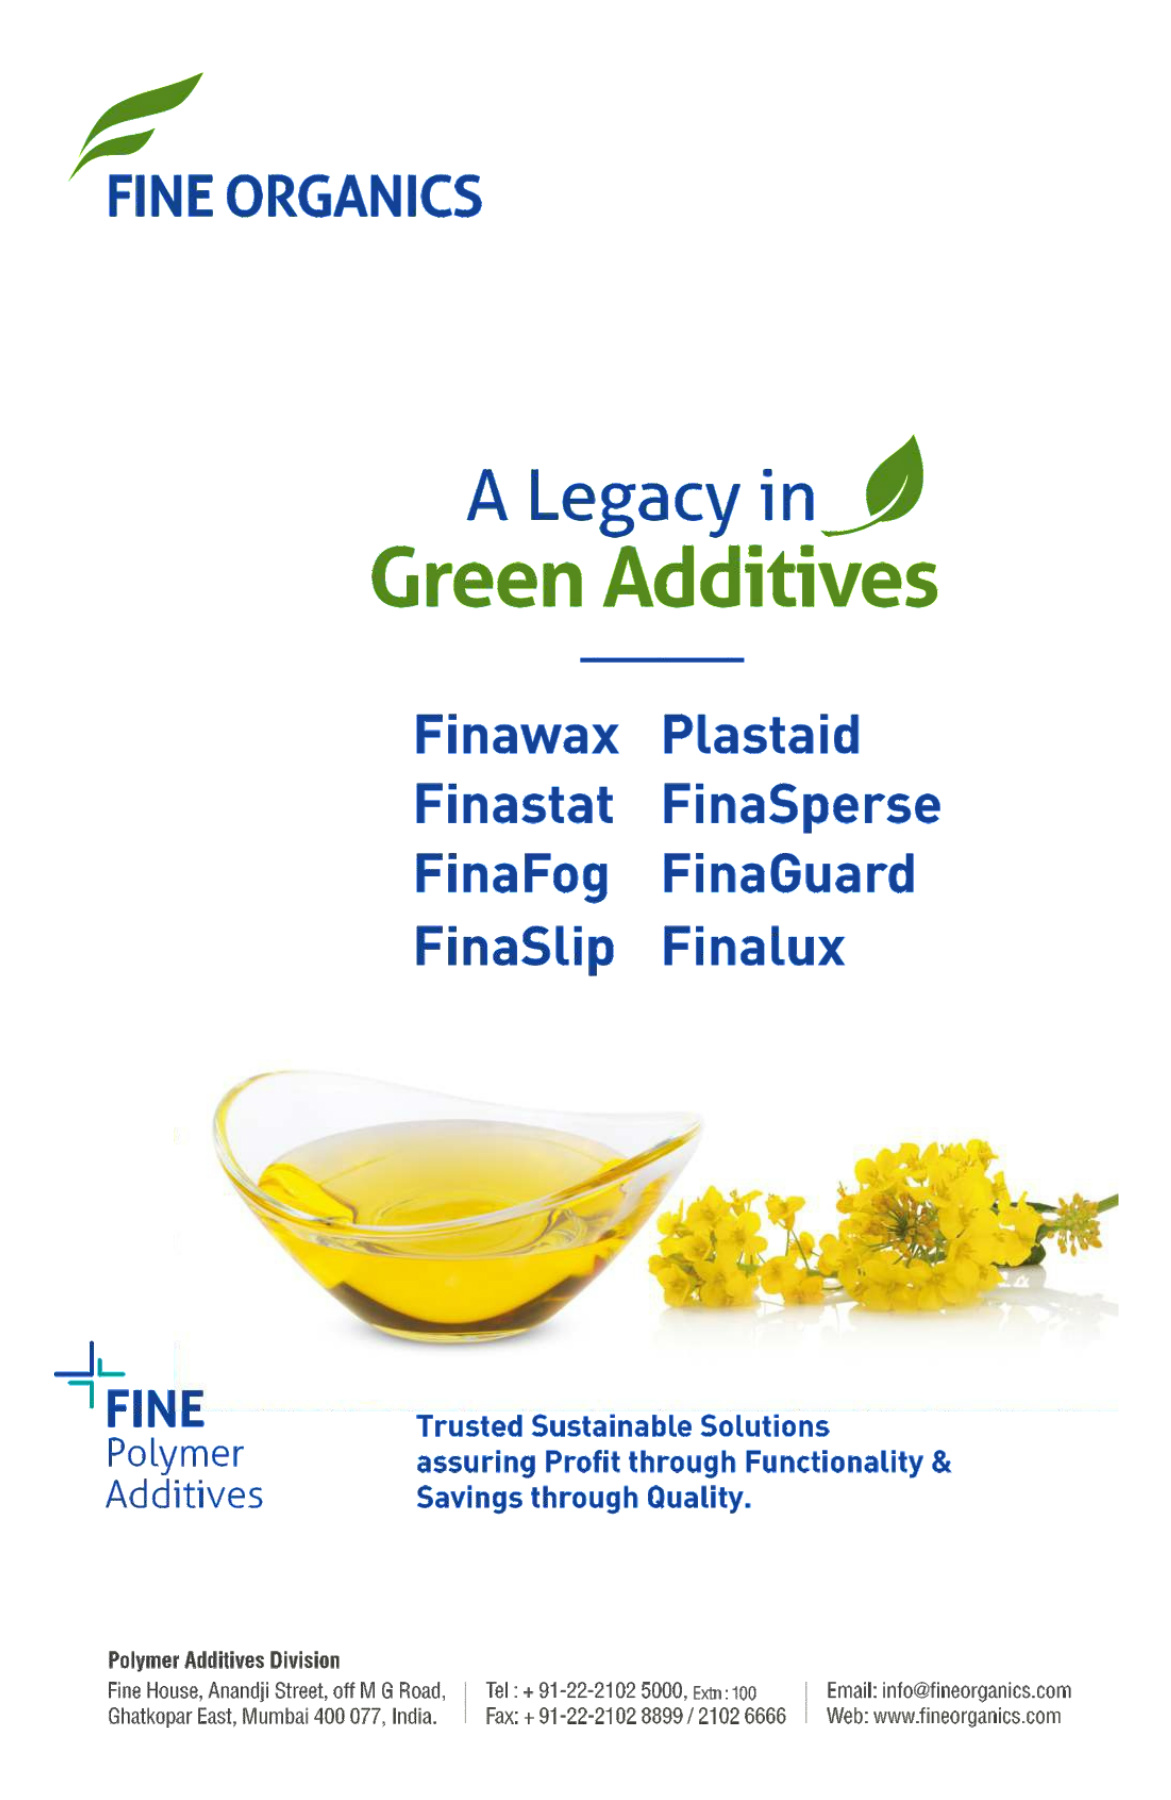 FINE ORGANICS
A Legacy in
Green Additives
Finawax Plastaid
Finastat FinaSperse
FinaFog FinaGuard
FinaSlip Finalux
FINE
Polymer
Additives
Trusted Sustainable Solutions
assuring Profit through Functionality &
Savings through Quality.
Polymer Additives Division
Fine House, Anandji Street, off M G Road,
Ghatkopar East, Mumbai 400 077, India.
Tel : + 91-22-2102 5000, Extn : 100
Fax: + 91-22-2102 8899 / 2102 6666
Email: info@fineorganics.com
Web: www.fineorganics.com